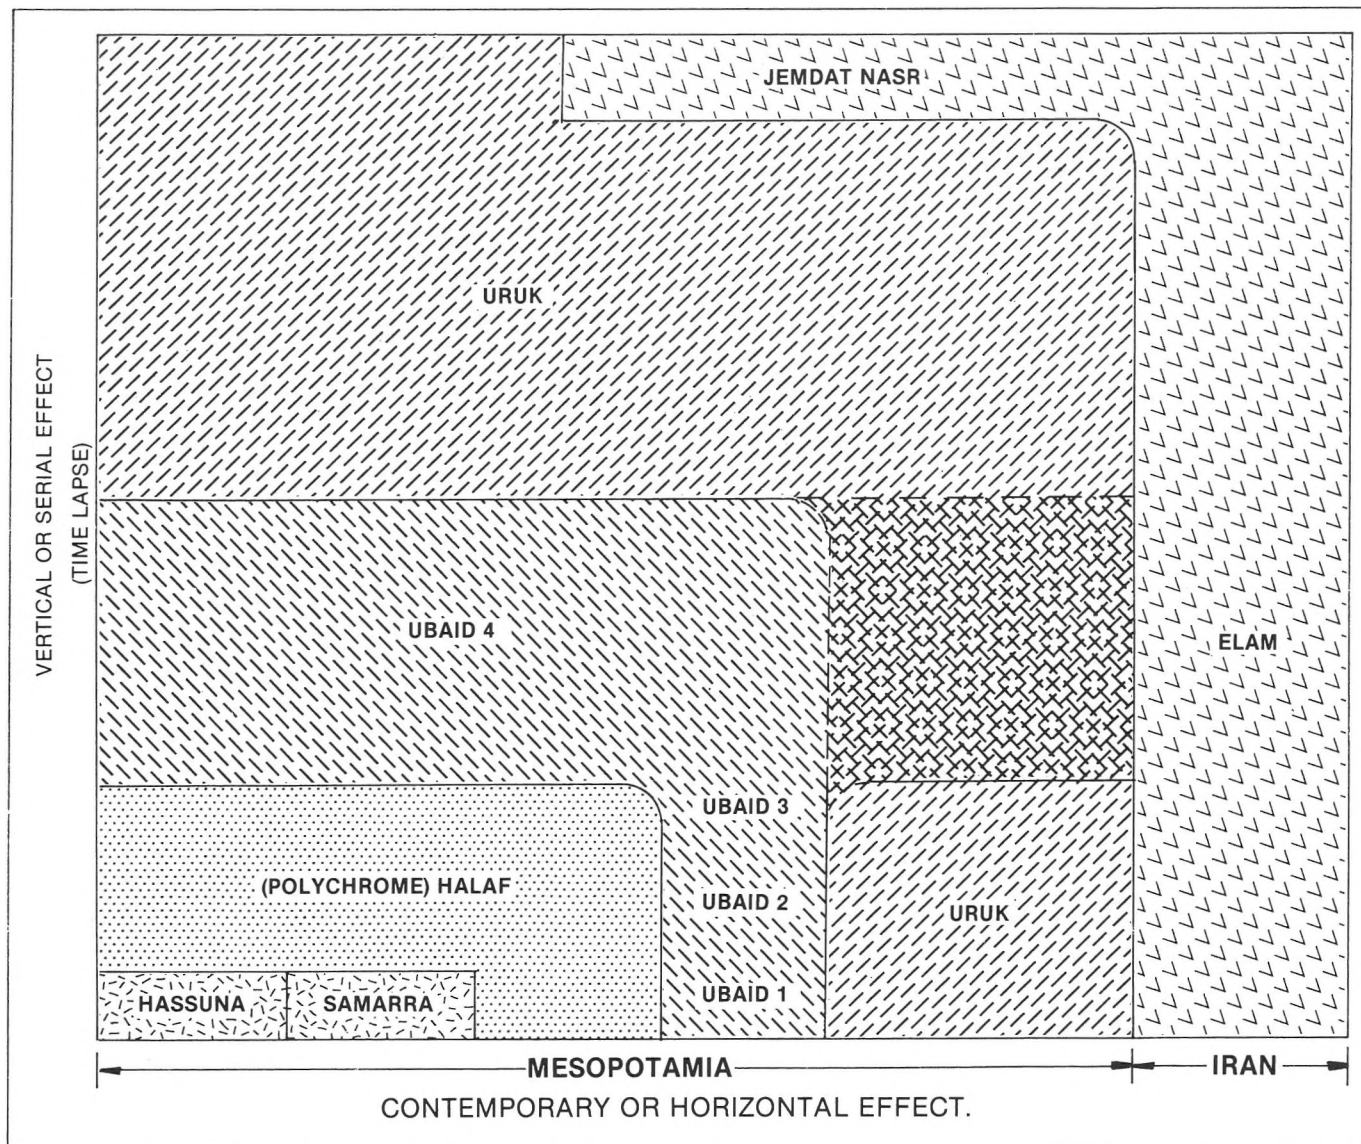 JEMDAT NASR
URUK
VERTICAL OR SERIAL EFFECT
(TIME LAPSE)
UBAID 4
ELAM
UBAID 3
(POLYCHROME) HALAF
UBAID 2
URUK
UBAID 1
HASSUNA
SAMARRA
MESOPOTAMIA
IRAN
CONTEMPORARY OR HORIZONTAL EFFECT.